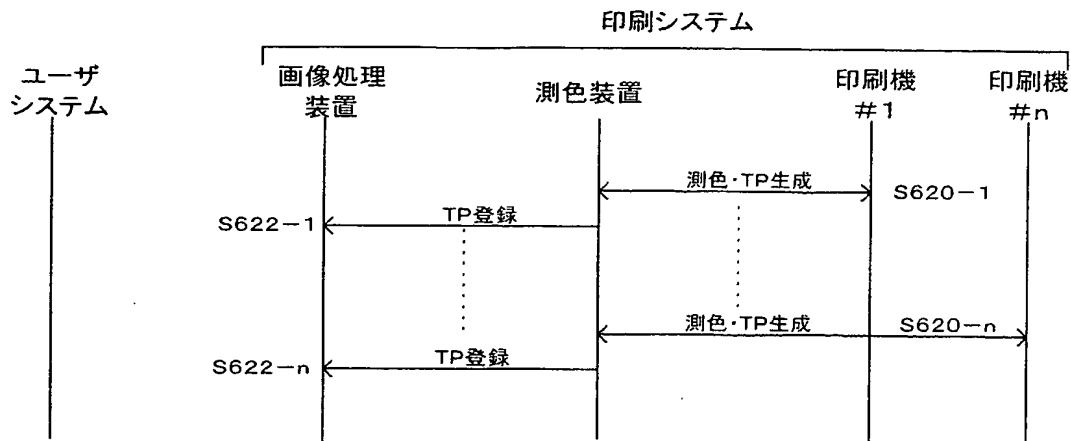 印刷システム
ユーザ
システム
画像処理
装置
測色装置
印刷機
#1
印刷機
#n
測色・TP生成
S620-1
S622-1
TP登録
測色・TP生成
S620-n
S622-n
TP登録